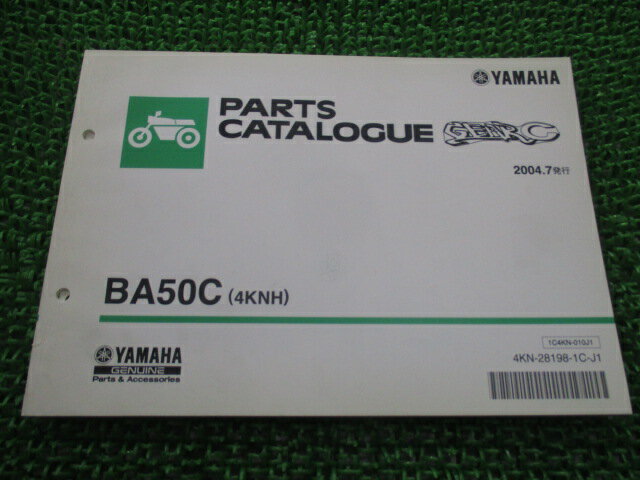 YAMAHA
PARTS
CATALOGUE
GEAR C
2004.7発行
BA50C (4KNH)
1C4KN-010J1
4KN-28198-1C-J1
YAMAHA
GENUINE
Parts & Accessories